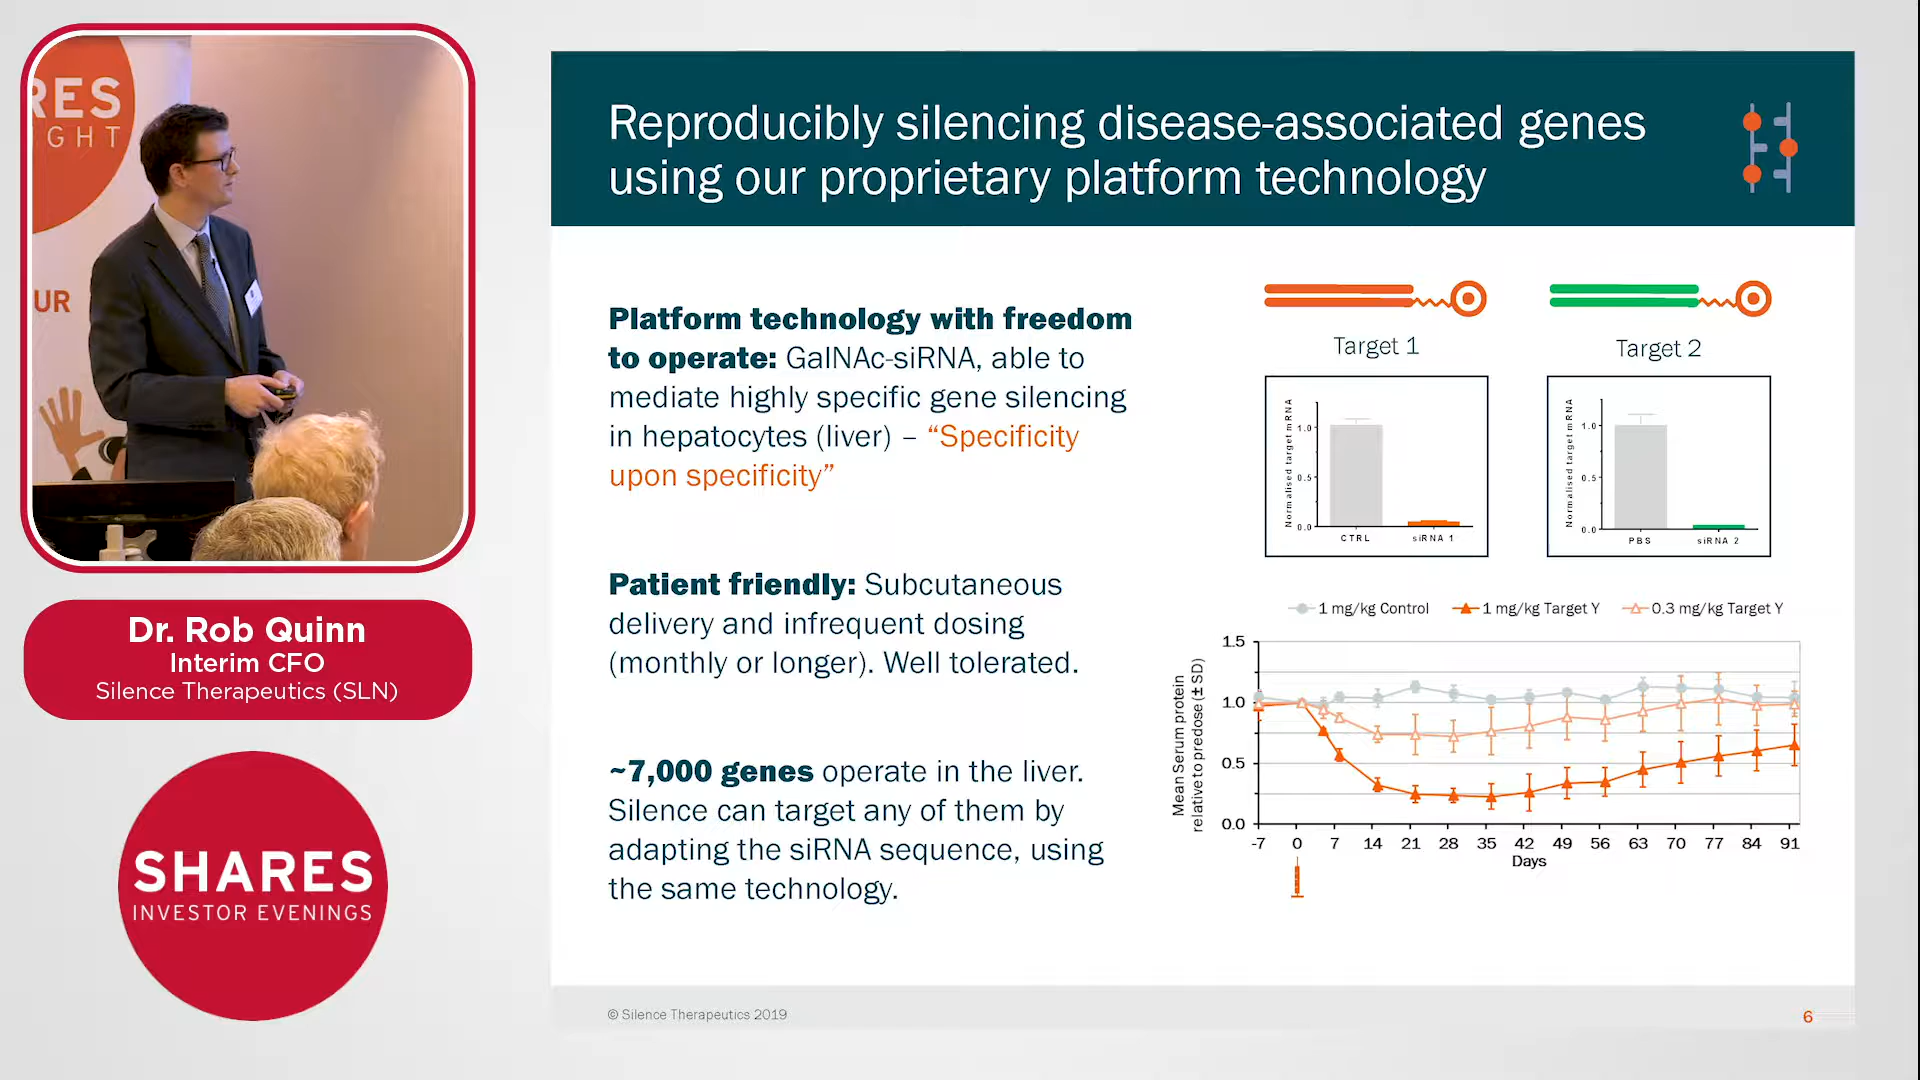 RES
IGHT
UR
Dr. Rob Quinn
Interim CFO
Silence Therapeutics (SLN)
SHARES
INVESTOR EVENINGS
Reproducibly silencing disease-associated genes
using our proprietary platform technology
Platform technology with freedom
to operate: GalNAc-siRNA, able to
mediate highly specific gene silencing
in hepatocytes (liver) – “Specificity
upon specificity”
Patient friendly: Subcutaneous
delivery and infrequent dosing
(monthly or longer). Well tolerated.
~7,000 genes operate in the liver.
Silence can target any of them by
adapting the siRNA sequence, using
the same technology.
Target 1
Normalised target mRNA
1.0
0.5
0.0
CTRL siRNA 1
Target 2
Normalised target mRNA
1.0
0.5
0.0
PBS siRNA 2
1 mg/kg Control 1 mg/kg Target Y 0.3 mg/kg Target Y
Mean Serum protein
relative to predose (± SD)
1.5
1.0
0.5
0.0
-7 0 7 14 21 28 35 42 49 56 63 70 77 84 91
Days
© Silence Therapeutics 2019
6